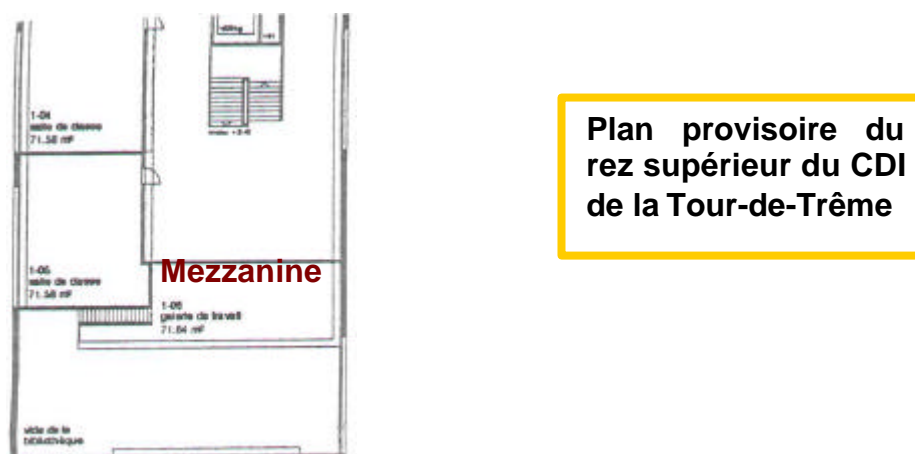 1-04
salle de classe
71.58 m²
1-05
salle de classe
71.58 m²
Mezzanine
1-06
galerie de travail
71.84 m²
vide de la
bibliothèque
Plan provisoire du
rez supérieur du CDI
de la Tour-de-Trême